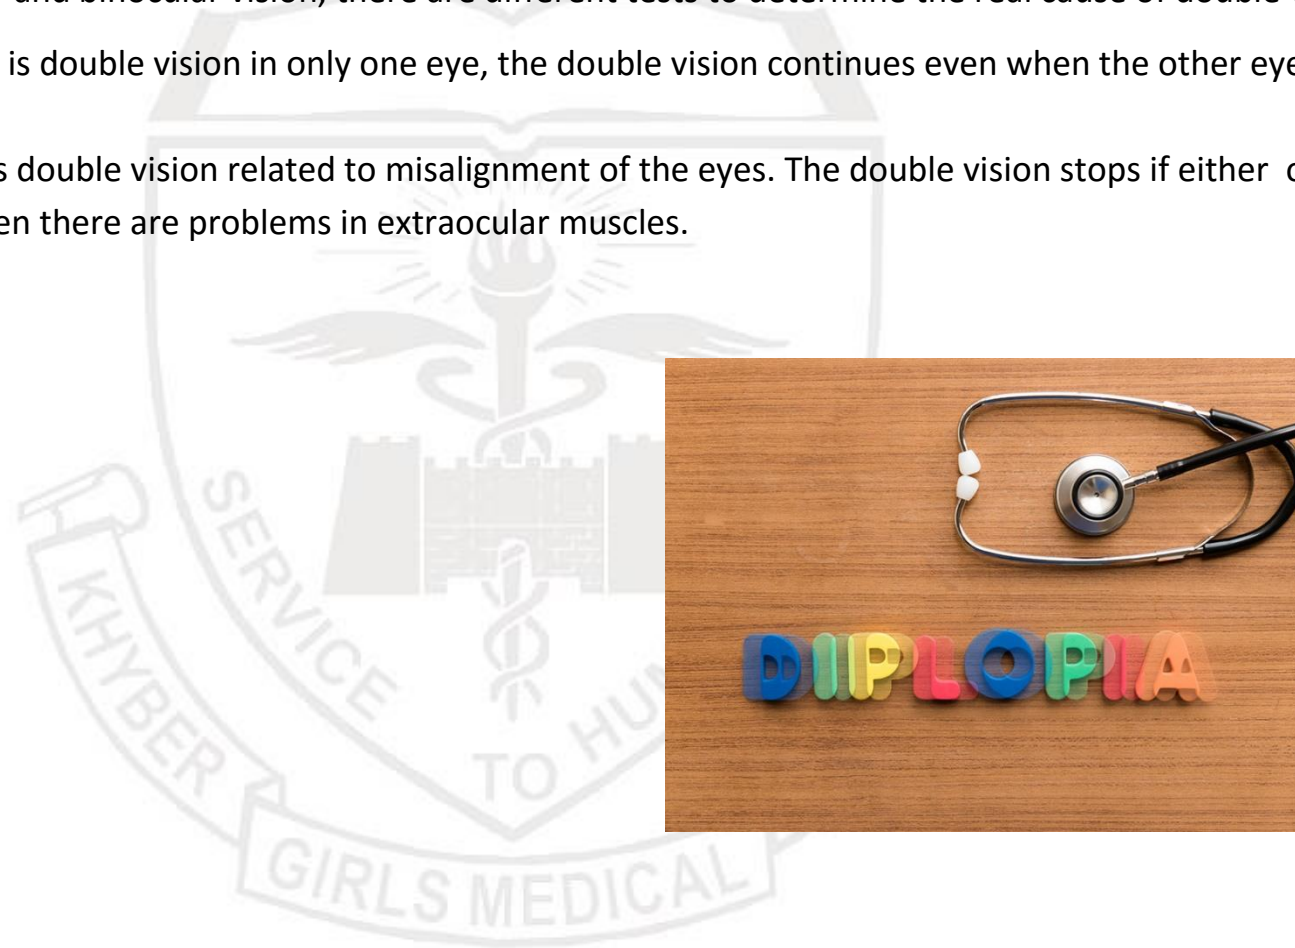 and binocular vision, there are different tests to determine the real cause of double
is double vision in only one eye, the double vision continues even when the other eye
s double vision related to misalignment of the eyes. The double vision stops if either
en there are problems in extraocular muscles.
SERVICE TO HU
DIPLOPIA
KHYBER GIRLS MEDICAL